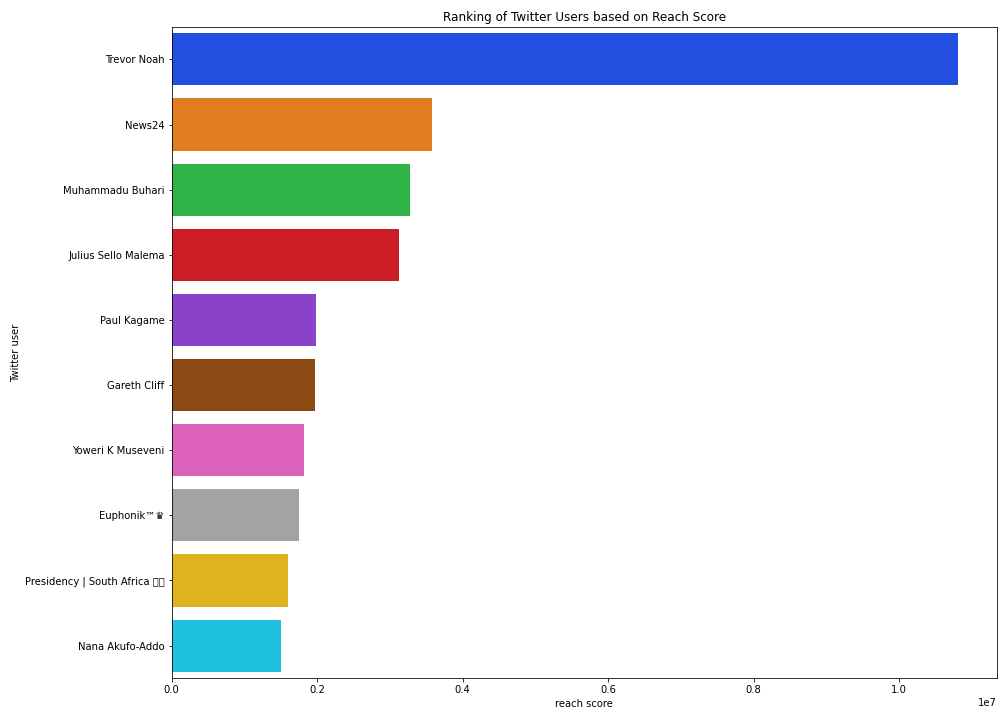 Ranking of Twitter Users based on Reach Score
Twitter user
Trevor Noah
News24
Muhammadu Buhari
Julius Sello Malema
Paul Kagame
Gareth Cliff
Yoweri K Museveni
Euphonik™♛
Presidency | South Africa
Nana Akufo-Addo
0.0 0.2 0.4 0.6 0.8 1.0
1e7
reach score